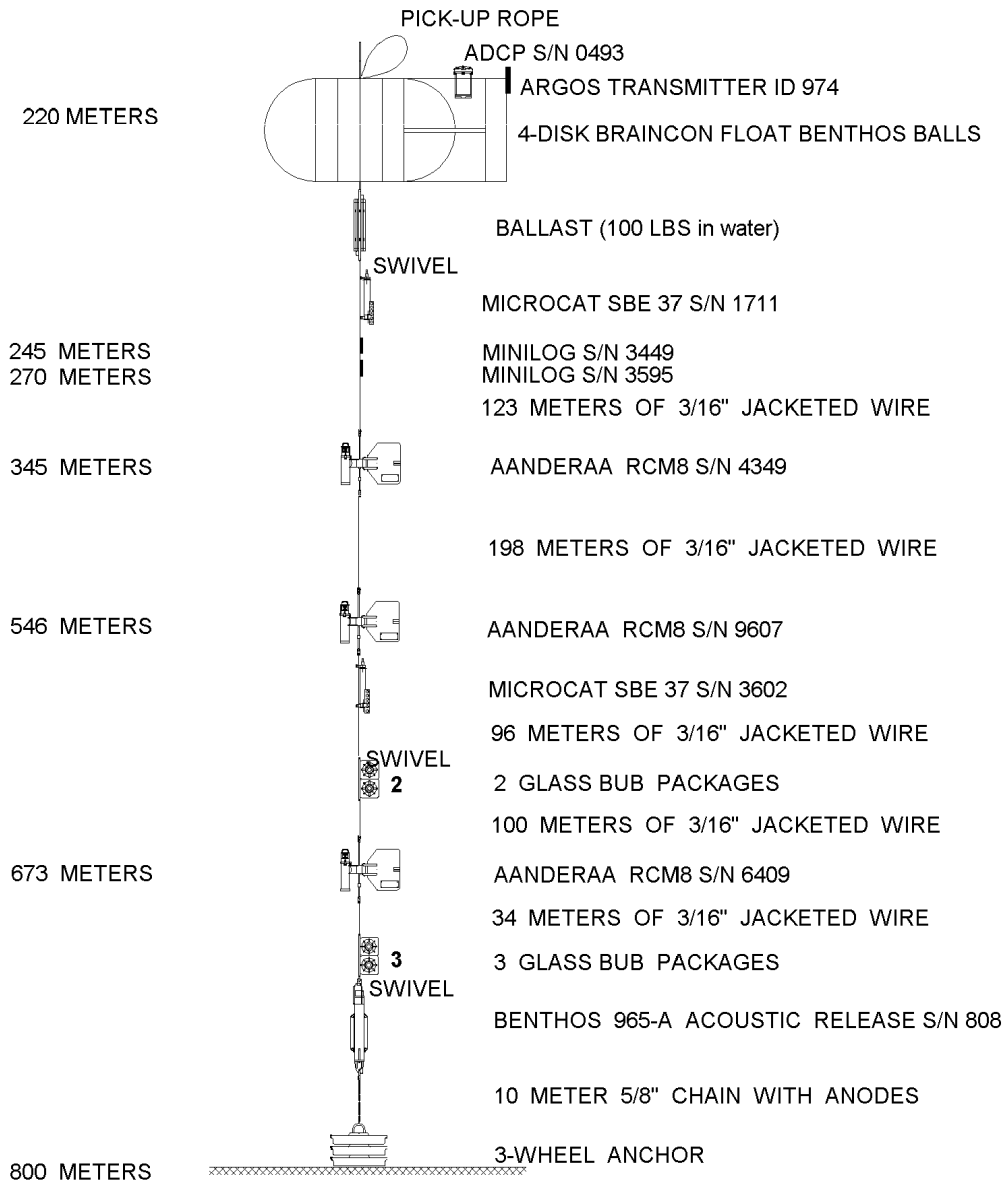 PICK-UP ROPE
ADCP S/N 0493
ARGOS TRANSMITTER ID 974
220 METERS
4-DISK BRAINCON FLOAT BENTHOS BALLS
BALLAST (100 LBS in water)
SWIVEL
MICROCAT SBE 37 S/N 1711
245 METERS
MINILOG S/N 3449
270 METERS
MINILOG S/N 3595
123 METERS OF 3/16" JACKETED WIRE
345 METERS
AANDERAA RCM8 S/N 4349
198 METERS OF 3/16" JACKETED WIRE
546 METERS
AANDERAA RCM8 S/N 9607
MICROCAT SBE 37 S/N 3602
96 METERS OF 3/16" JACKETED WIRE
SWIVEL
2
2 GLASS BUB PACKAGES
100 METERS OF 3/16" JACKETED WIRE
673 METERS
AANDERAA RCM8 S/N 6409
34 METERS OF 3/16" JACKETED WIRE
3
3 GLASS BUB PACKAGES
SWIVEL
BENTHOS 965-A ACOUSTIC RELEASE S/N 808
10 METER 5/8" CHAIN WITH ANODES
3-WHEEL ANCHOR
800 METERS